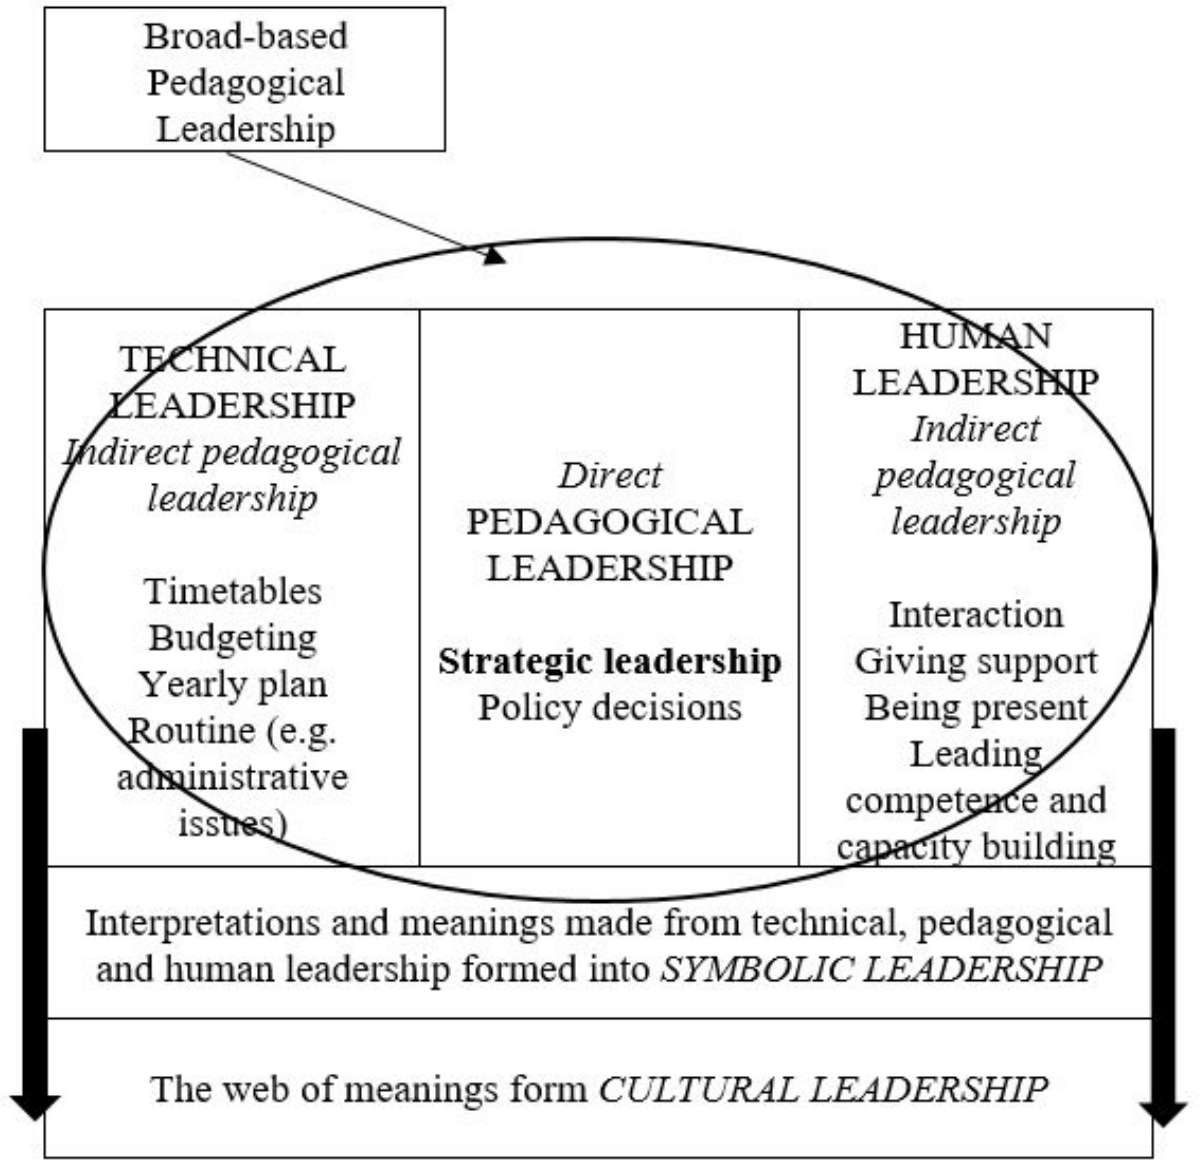 Broad-based
Pedagogical
Leadership
TECHNICAL
LEADERSHIP
Indirect pedagogical
leadership
Timetables
Budgeting
Yearly plan
Routine (e.g.
administrative
issues)
Direct
PEDAGOGICAL
LEADERSHIP
Strategic leadership
Policy decisions
HUMAN
LEADERSHIP
Indirect
pedagogical
leadership
Interaction
Giving support
Being present
Leading
competence and
capacity building
Interpretations and meanings made from technical, pedagogical
and human leadership formed into SYMBOLIC LEADERSHIP
The web of meanings form CULTURAL LEADERSHIP